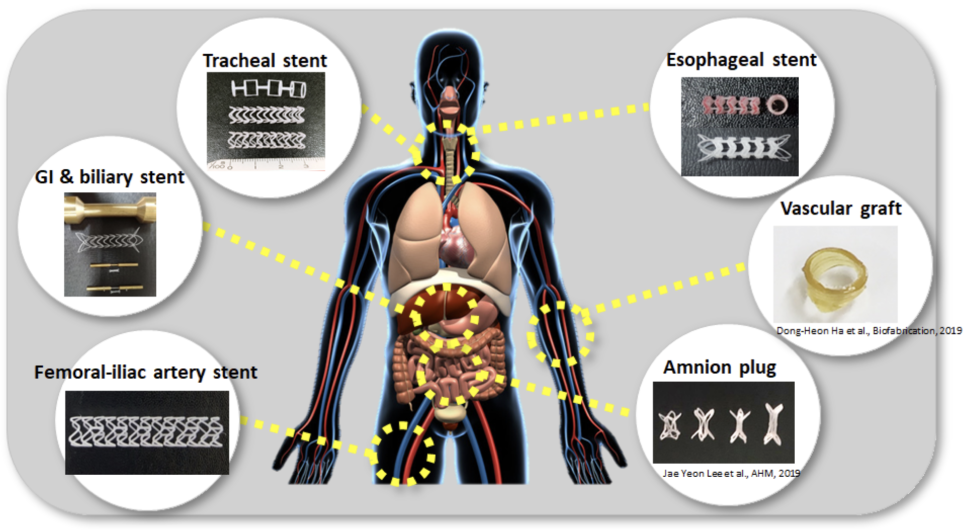 Tracheal stent
Esophageal stent
GI & biliary stent
Vascular graft
Dong-Heon Ha et al., Biofabrication, 2019
Femoral-iliac artery stent
Amnion plug
Jae Yeon Lee et al., AHM, 2019